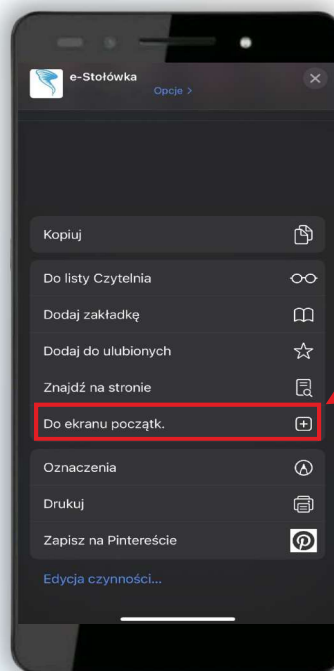 e-Stołówka
Opcje >
Kopiuj
Do listy Czytelnia
Dodaj zakładkę
Dodaj do ulubionych
Znajdź na stronie
Do ekranu początk.
Oznaczenia
Drukuj
Zapisz na Pintereście
Edycja czynności...